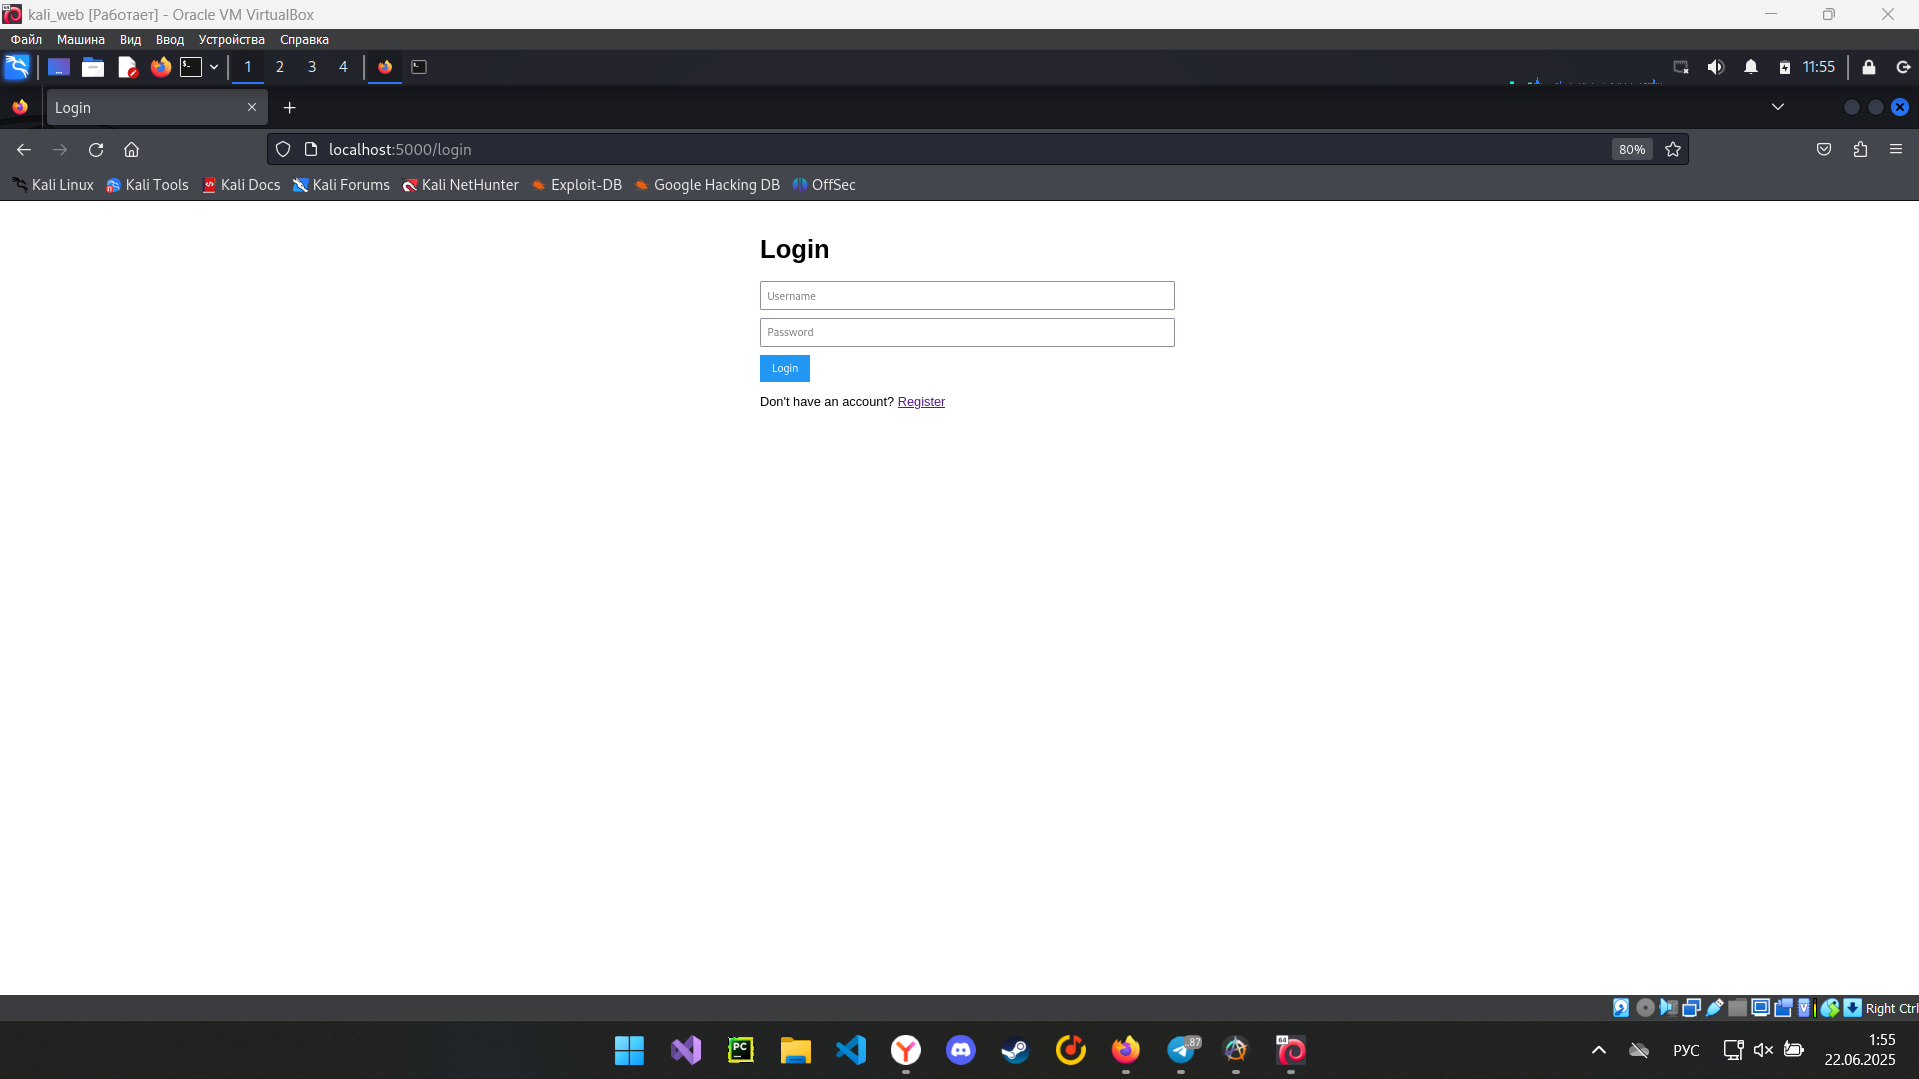 kali_web [Работает] - Oracle VM VirtualBox
Файл Машина Вид Ввод Устройства Справка
1 2 3 4 11:55
Login
localhost:5000/login 80%
Kali Linux Kali Tools Kali Docs Kali Forums Kali NetHunter Exploit-DB Google Hacking DB OffSec
Login
Username
Password
Login
Don't have an account? Register
Right Ctrl
РУС 1:55
22.06.2025